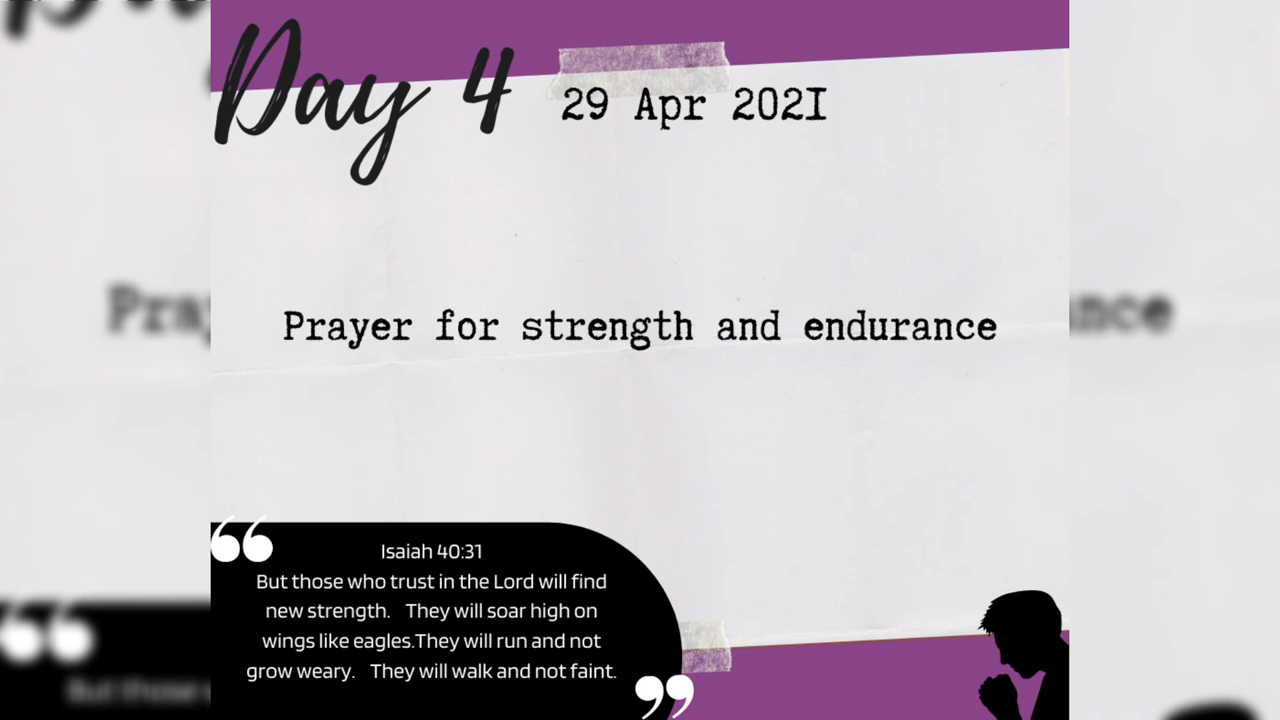 Day 4 29 Apr 2021
Prayer for strength and endurance
Isaiah 40:31
But those who trust in the Lord will find
new strength. They will soar high on
wings like eagles.They will run and not
grow weary. They will walk and not faint.